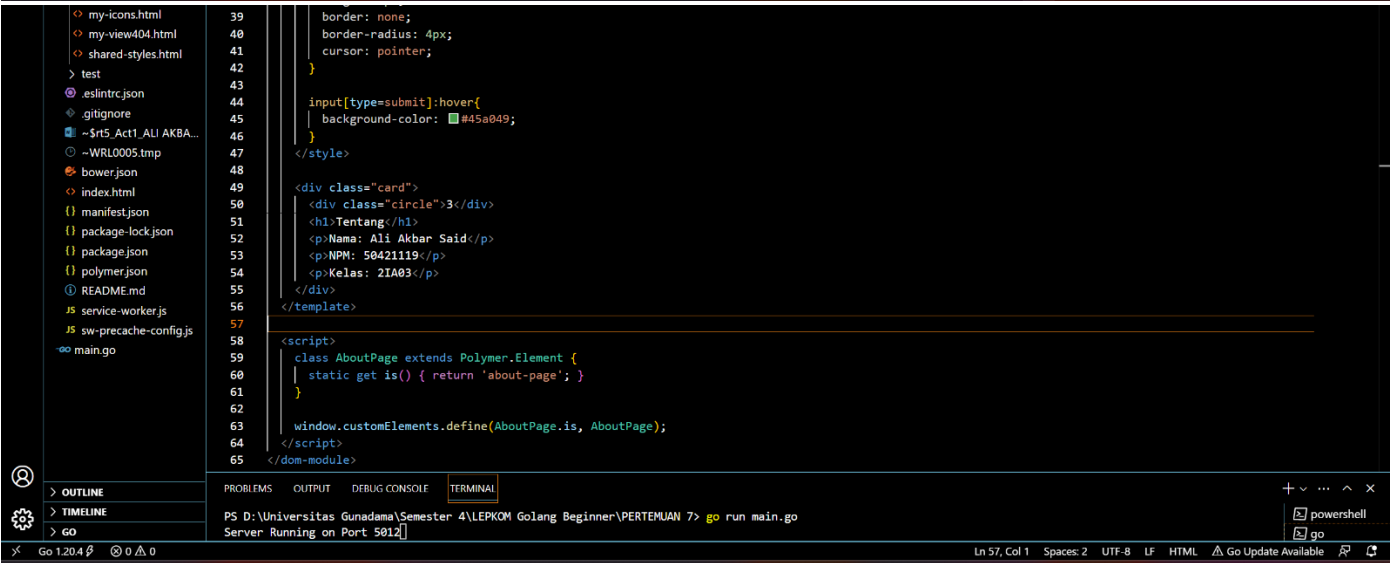 my-icons.html
my-view404.html
shared-styles.html
test
.eslintrc.json
.gitignore
~$rt5_Act1_ALI AKBA...
~WRL0005.tmp
bower.json
index.html
manifest.json
package-lock.json
package.json
polymer.json
README.md
JS service-worker.js
JS sw-precache-config.js
main.go
OUTLINE
TIMELINE
GO
39 border: none;
40 border-radius: 4px;
41 cursor: pointer;
42 }
43
44 input[type=submit]:hover{
45 background-color: #45a049;
46 }
47 </style>
48
49 <div class="card">
50 <div class="circle">3</div>
51 <h1>Tentang</h1>
52 <p>Nama: Ali Akbar Said</p>
53 <p>NPM: 50421119</p>
54 <p>Kelas: 2IA03</p>
55 </div>
56 </template>
57
58 <script>
59 class AboutPage extends Polymer.Element {
60 static get is() { return 'about-page'; }
61 }
62
63 window.customElements.define(AboutPage.is, AboutPage);
64 </script>
65 </dom-module>
PROBLEMS OUTPUT DEBUG CONSOLE TERMINAL
PS D:\Universitas Gunadama\Semester 4\LEPKOM Golang Beginner\PERTEMUAN 7> go run main.go
Server Running on Port 5012
powershell
go
Go 1.20.4 0 0 Ln 57, Col 1 Spaces: 2 UTF-8 LF HTML Go Update Available